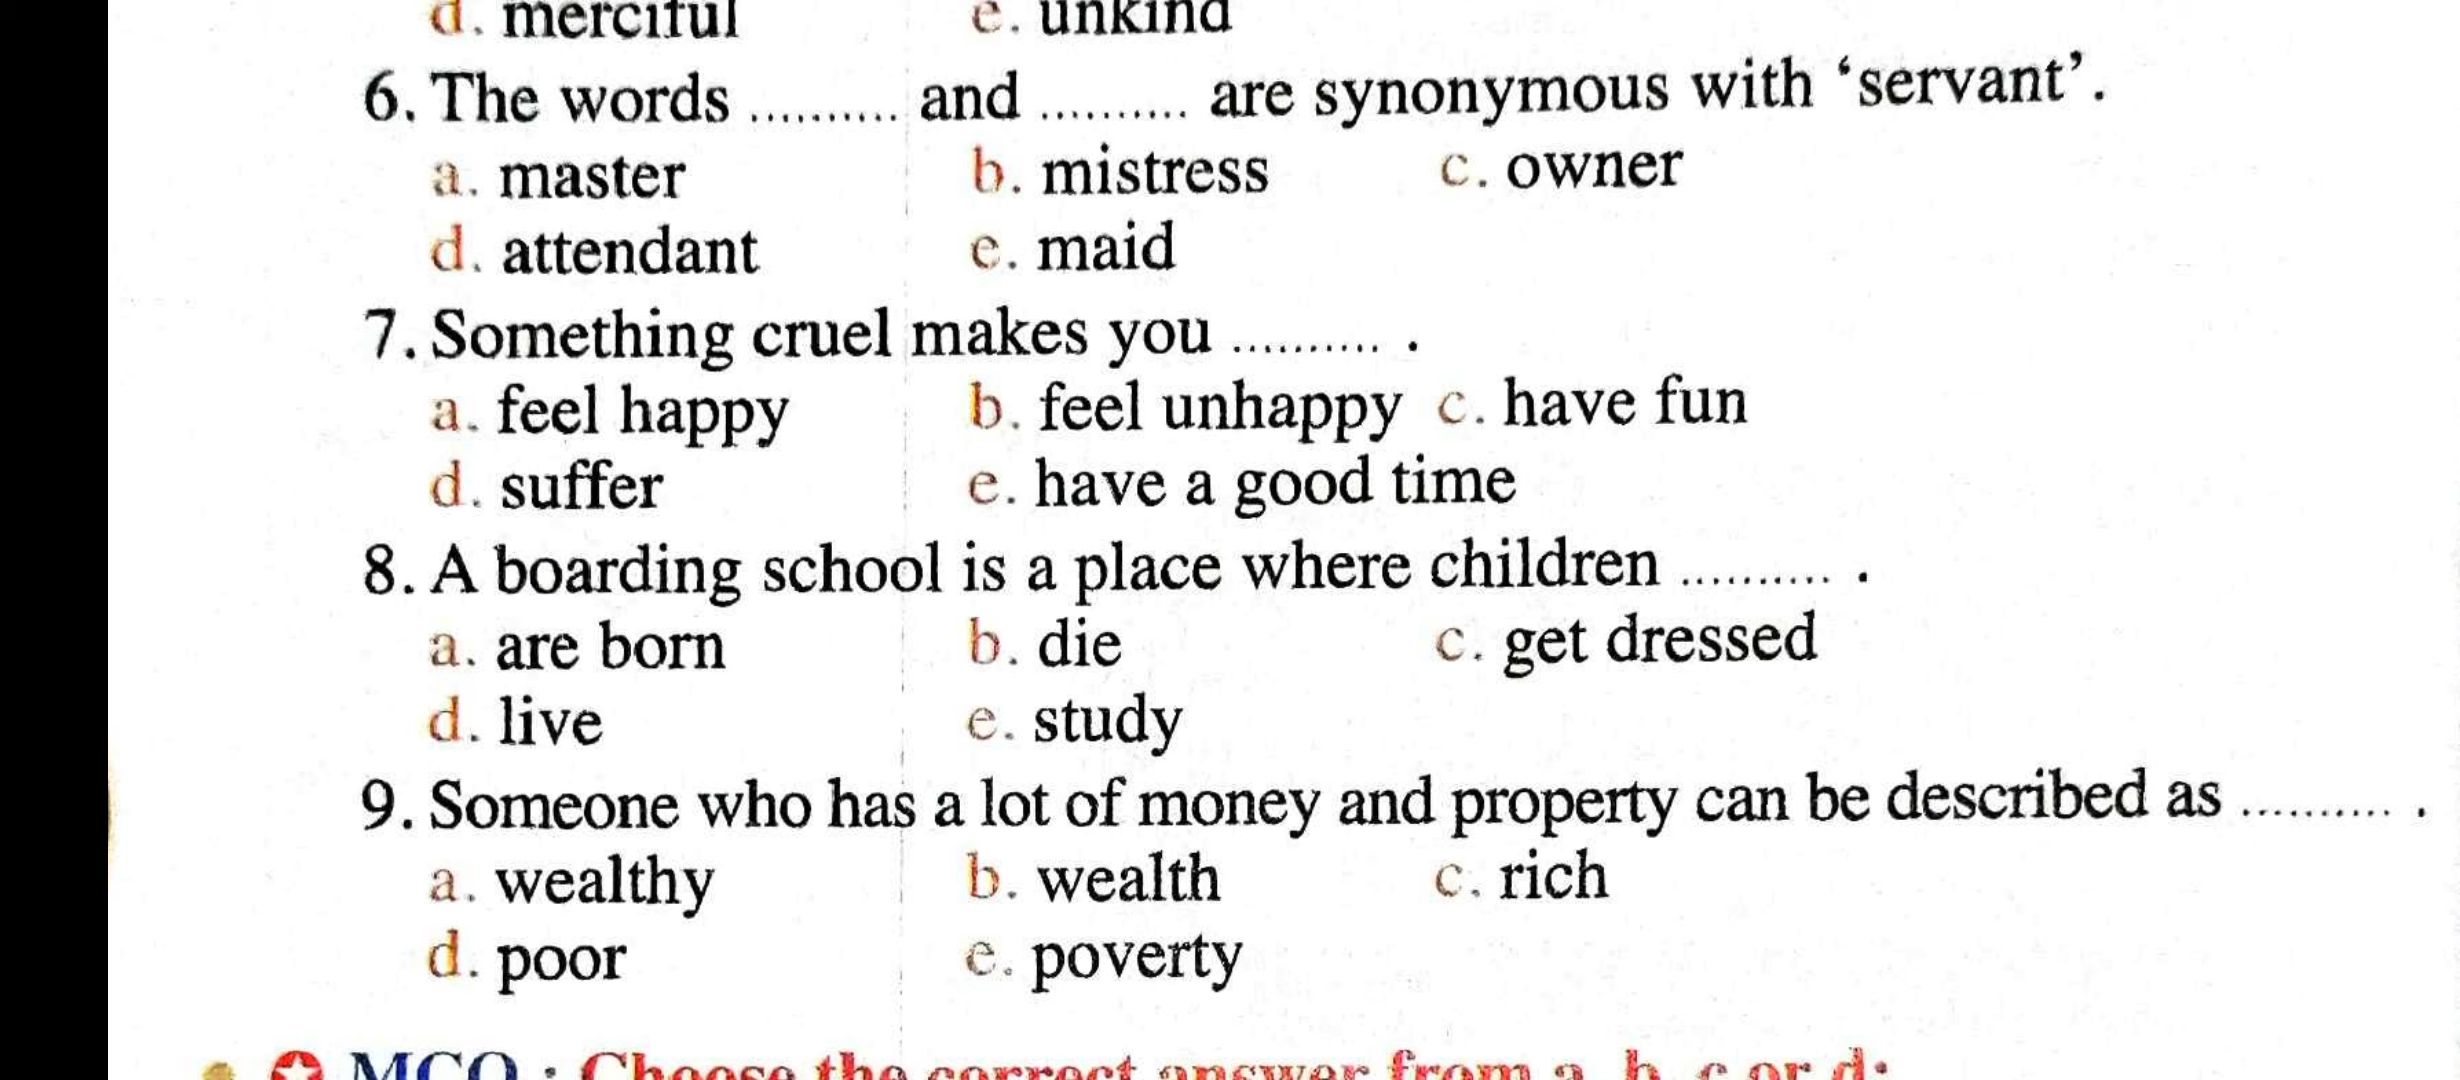 d. merciful e. unkind
6. The words .......... and .......... are synonymous with ‘servant’.
a. master b. mistress c. owner
d. attendant e. maid
7. Something cruel makes you .......... .
a. feel happy b. feel unhappy c. have fun
d. suffer e. have a good time
8. A boarding school is a place where children .......... .
a. are born b. die c. get dressed
d. live e. study
9. Someone who has a lot of money and property can be described as .......... .
a. wealthy b. wealth c. rich
d. poor e. poverty
MCQ : Choose the correct answer from a, b, c or d: